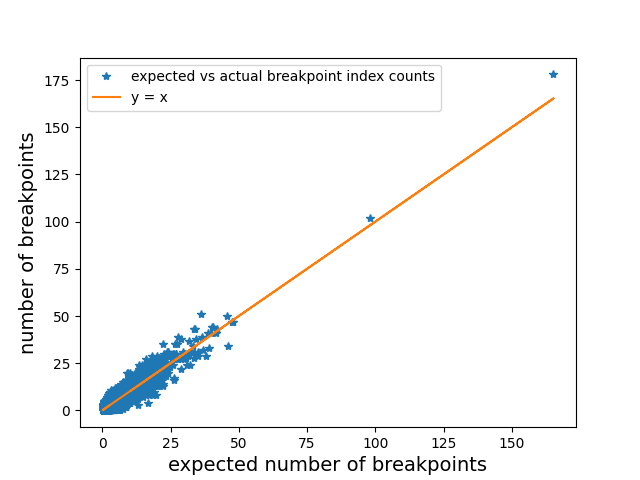 expected vs actual breakpoint index counts
y = x
number of breakpoints
175
150
125
100
75
50
25
0
0 25 50 75 100 125 150
expected number of breakpoints